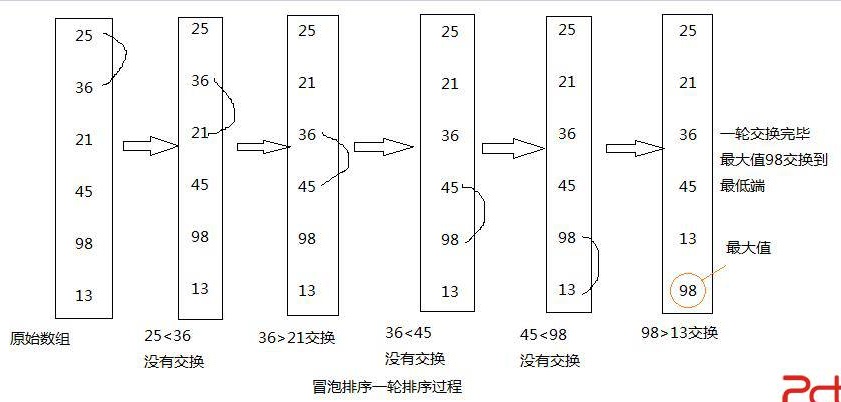 25 25 25 25 25 25
36 36 21 21 21 21
21 21 36 36 36 36 一轮交换完毕
最大值98交换到
45 45 45 45 45 45 最低端
98 98 98 98 98 13
最大值
13 13 13 13 13 98
原始数组 25<36 36>21交换 36<45 45<98 98>13交换
没有交换 没有交换 没有交换
冒泡排序一轮排序过程